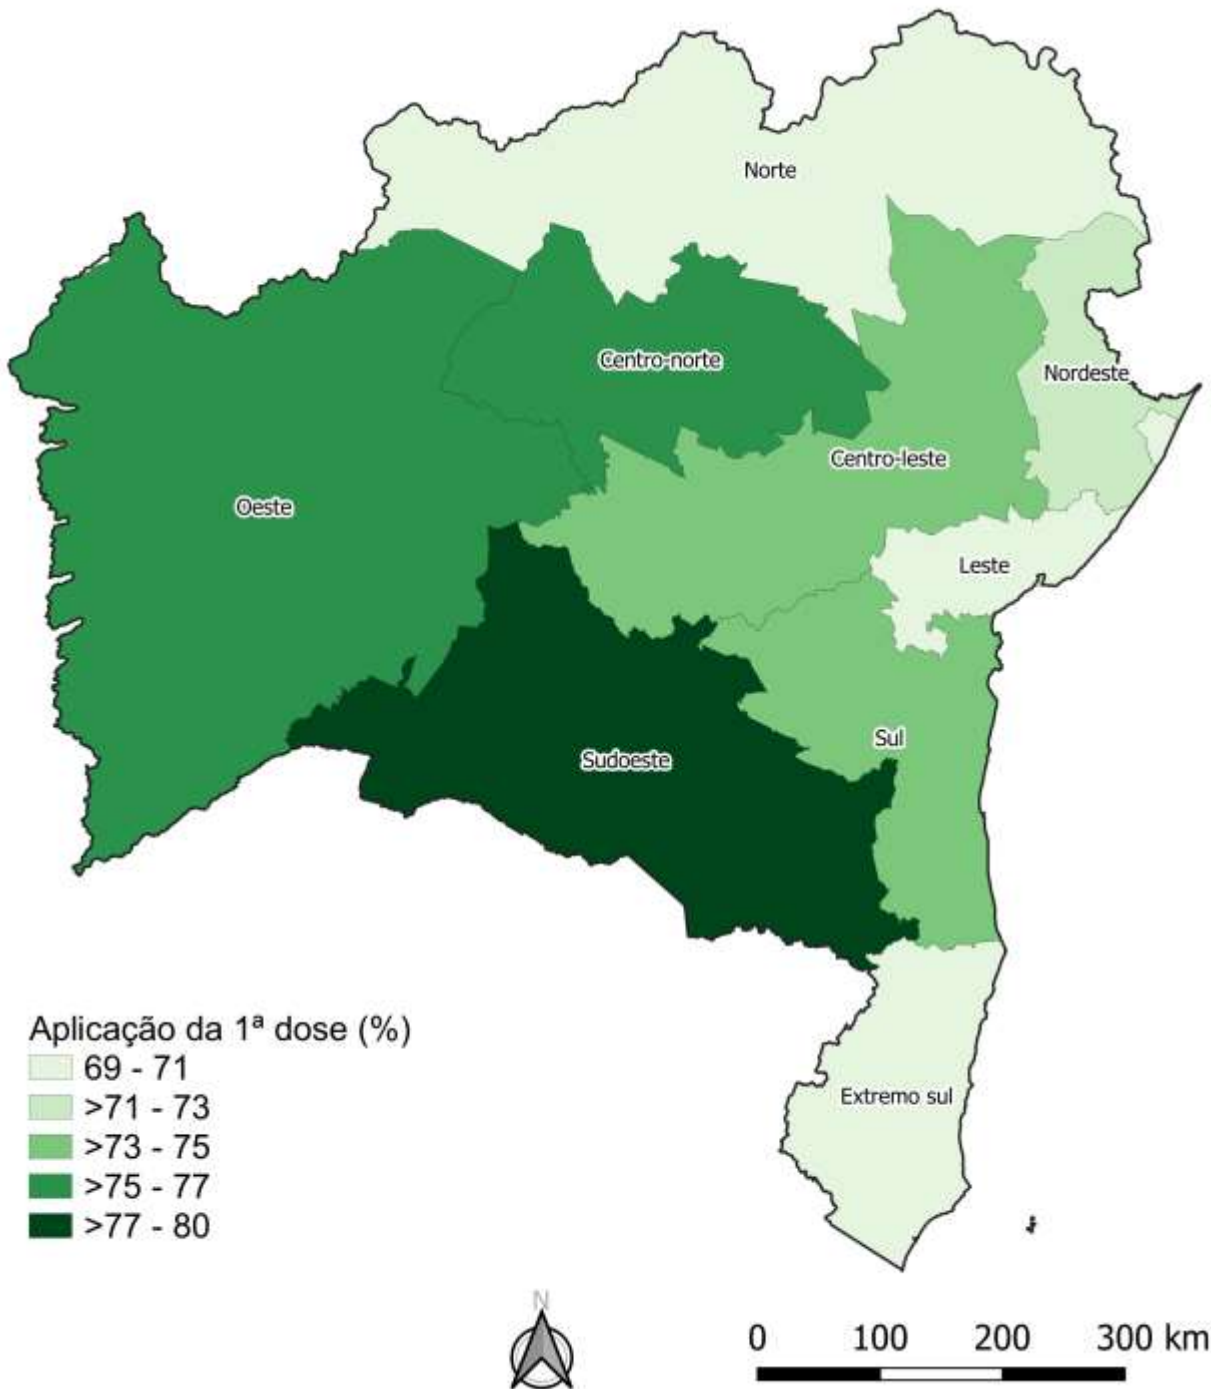 Norte
Centro-norte
Nordeste
Centro-leste
Oeste
Leste
Sul
Sudoeste
Aplicação da 1ª dose (%)
69 - 71
>71 - 73
>73 - 75
>75 - 77
>77 - 80
Extremo sul
N
0 100 200 300 km